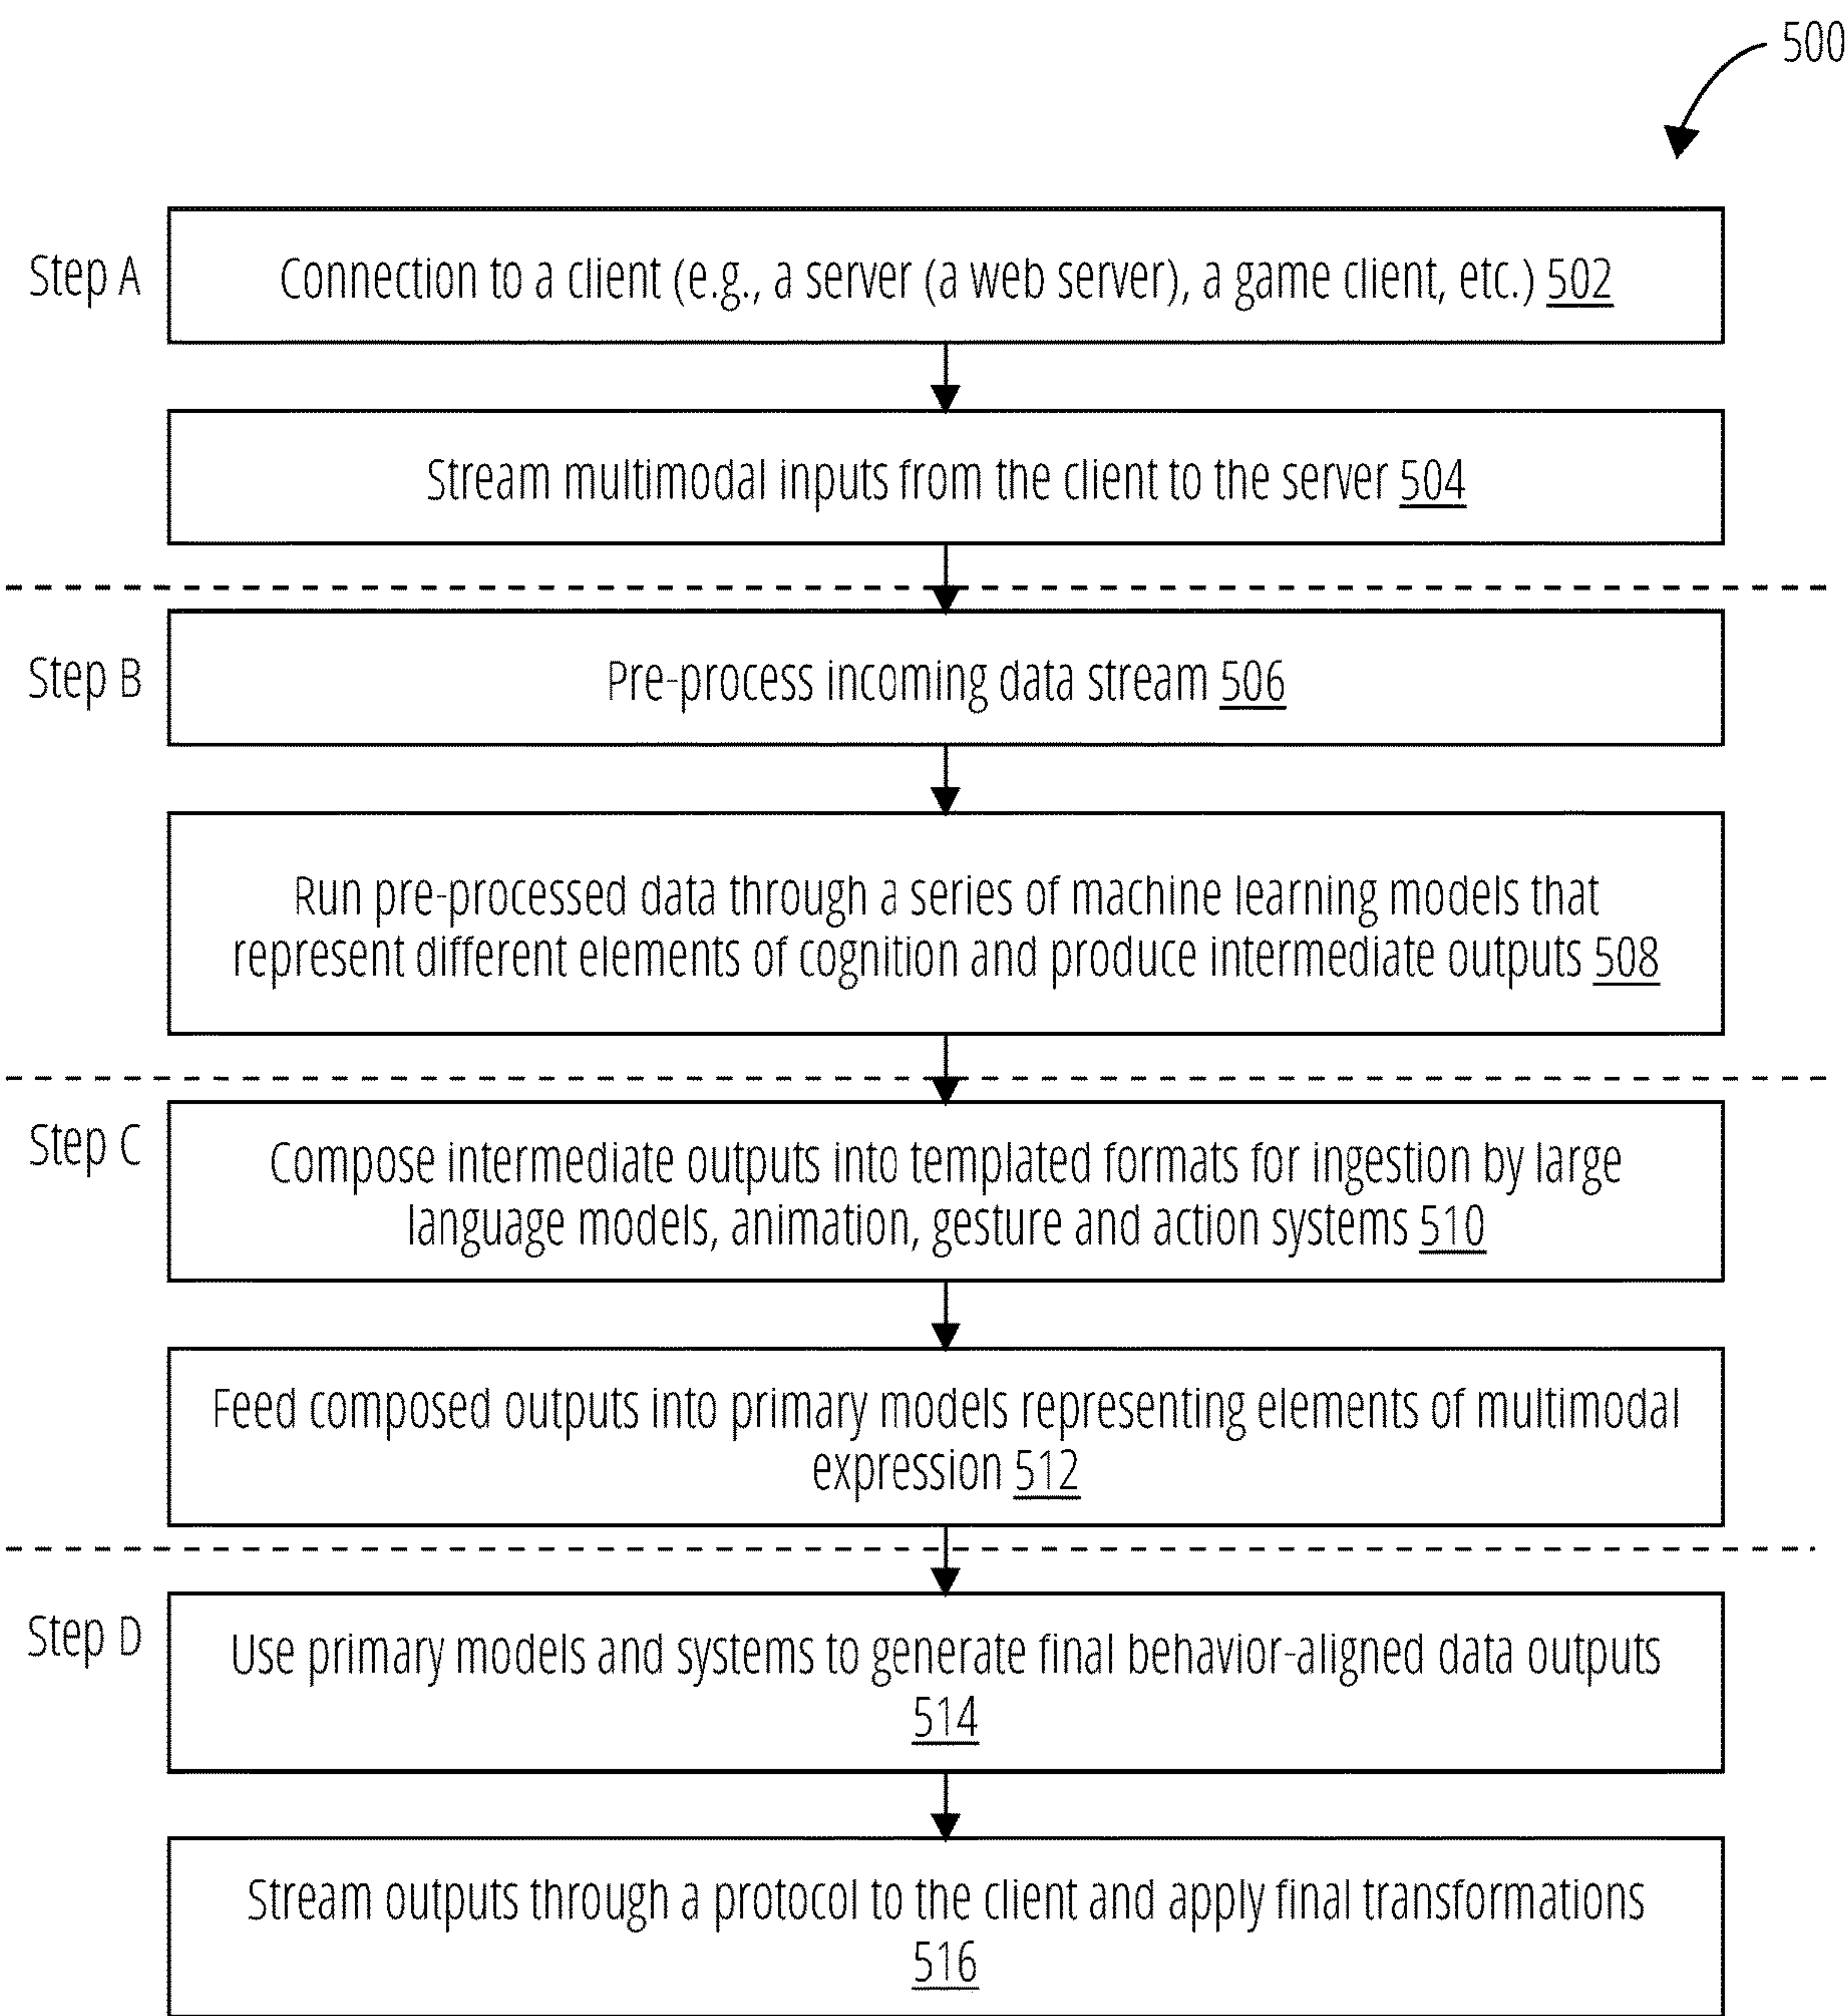 500
Step A
Connection to a client (e.g., a server (a web server), a game client, etc.) 502
Stream multimodal inputs from the client to the server 504
Step B
Pre-process incoming data stream 506
Run pre-processed data through a series of machine learning models that
represent different elements of cognition and produce intermediate outputs 508
Step C
Compose intermediate outputs into templated formats for ingestion by large
language models, animation, gesture and action systems 510
Feed composed outputs into primary models representing elements of multimodal
expression 512
Step D
Use primary models and systems to generate final behavior-aligned data outputs
514
Stream outputs through a protocol to the client and apply final transformations
516